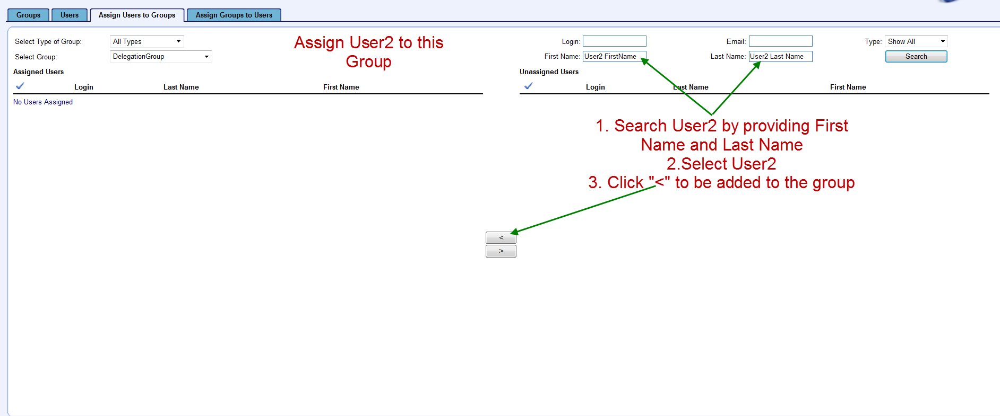 Groups Users Assign Users to Groups Assign Groups to Users
Select Type of Group: All Types
Select Group: DelegationGroup
Assign User2 to this
Group
Login: Email: Type: Show All
First Name: User2 FirstName Last Name: User2 Last Name Search
Assigned Users
Login Last Name First Name
No Users Assigned
Unassigned Users
Login Last Name First Name
1. Search User2 by providing First
Name and Last Name
2.Select User2
3. Click "<" to be added to the group
<
>